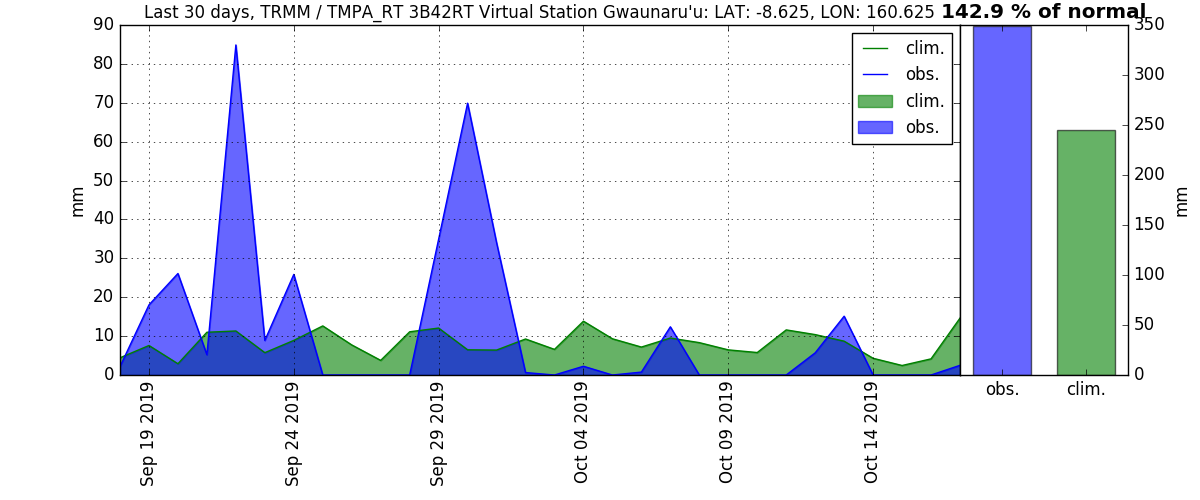 Last 30 days, TRMM / TMPA_RT 3B42RT Virtual Station Gwaunaru'u: LAT: -8.625, LON: 160.625 142.9 % of normal
90
80
70
60
50
40
30
20
10
0
mm
clim.
obs.
clim.
obs.
Sep 19 2019
Sep 24 2019
Sep 29 2019
Oct 04 2019
Oct 09 2019
Oct 14 2019
350
300
250
200
150
100
50
0
mm
obs.
clim.